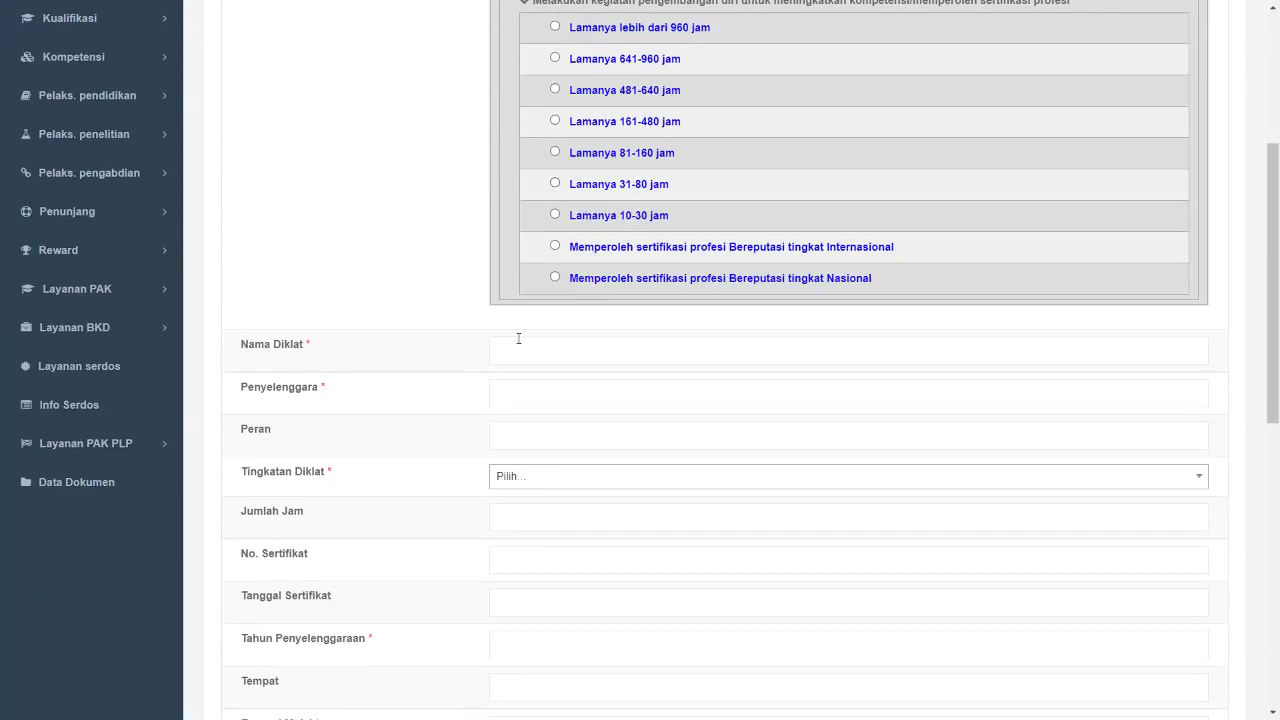 Kualifikasi
Kompetensi
Pelaks. pendidikan
Pelaks. penelitian
Pelaks. pengabdian
Penunjang
Reward
Layanan PAK
Layanan BKD
Layanan serdos
Info Serdos
Layanan PAK PLP
Data Dokumen
Melakukan kegiatan pengembangan diri untuk meningkatkan kompetensi/memperoleh sertifikasi profesi
Lamanya lebih dari 960 jam
Lamanya 641-960 jam
Lamanya 481-640 jam
Lamanya 161-480 jam
Lamanya 81-160 jam
Lamanya 31-80 jam
Lamanya 10-30 jam
Memperoleh sertifikasi profesi Bereputasi tingkat Internasional
Memperoleh sertifikasi profesi Bereputasi tingkat Nasional
Nama Diklat *
Penyelenggara *
Peran
Tingkatan Diklat *
Pilih...
Jumlah Jam
No. Sertifikat
Tanggal Sertifikat
Tahun Penyelenggaraan *
Tempat